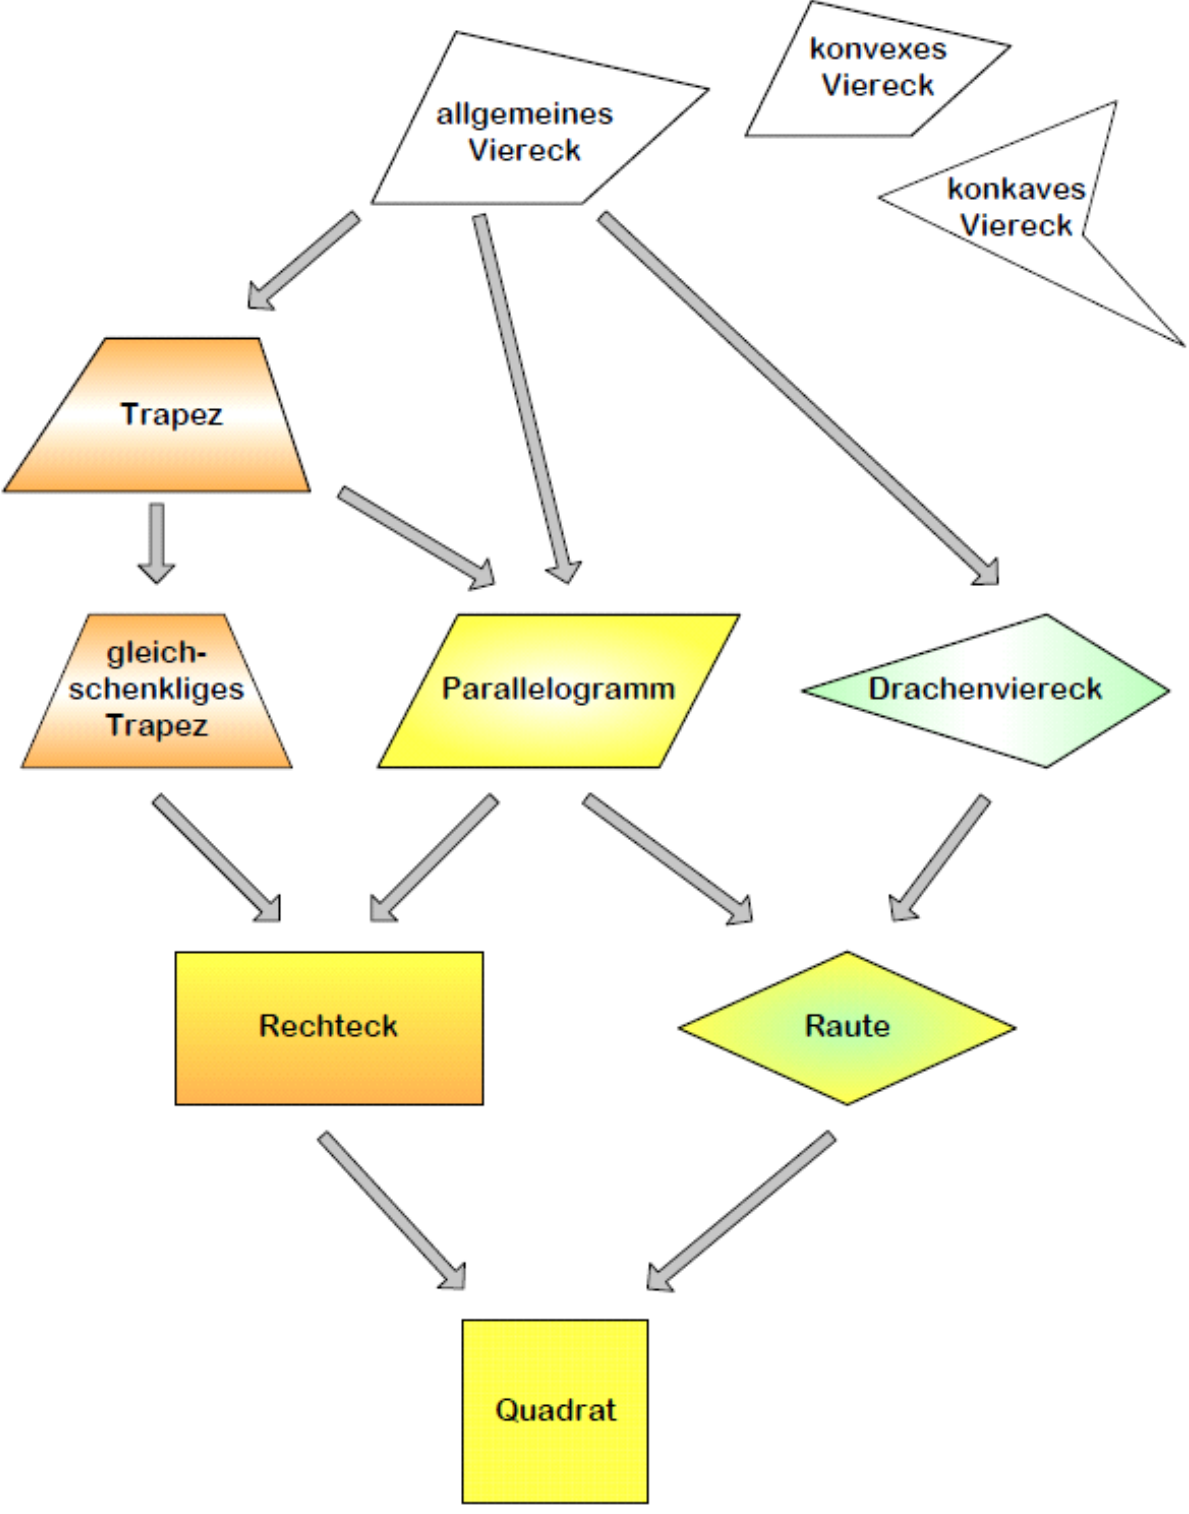 konvexes
Viereck
allgemeines
Viereck
konkaves
Viereck
Trapez
gleich-
schenkliges
Trapez
Parallelogramm
Drachenviereck
Rechteck
Raute
Quadrat